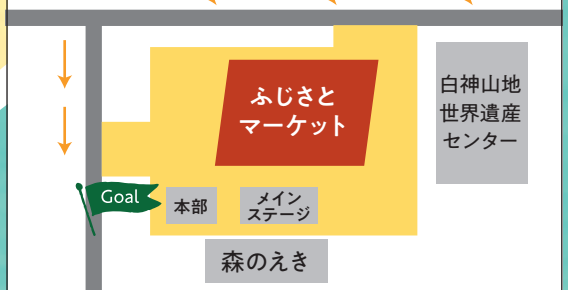 ふじさと
マーケット
白神山地
世界遺産
センター
Goal
本部
メイン
ステージ
森のえき